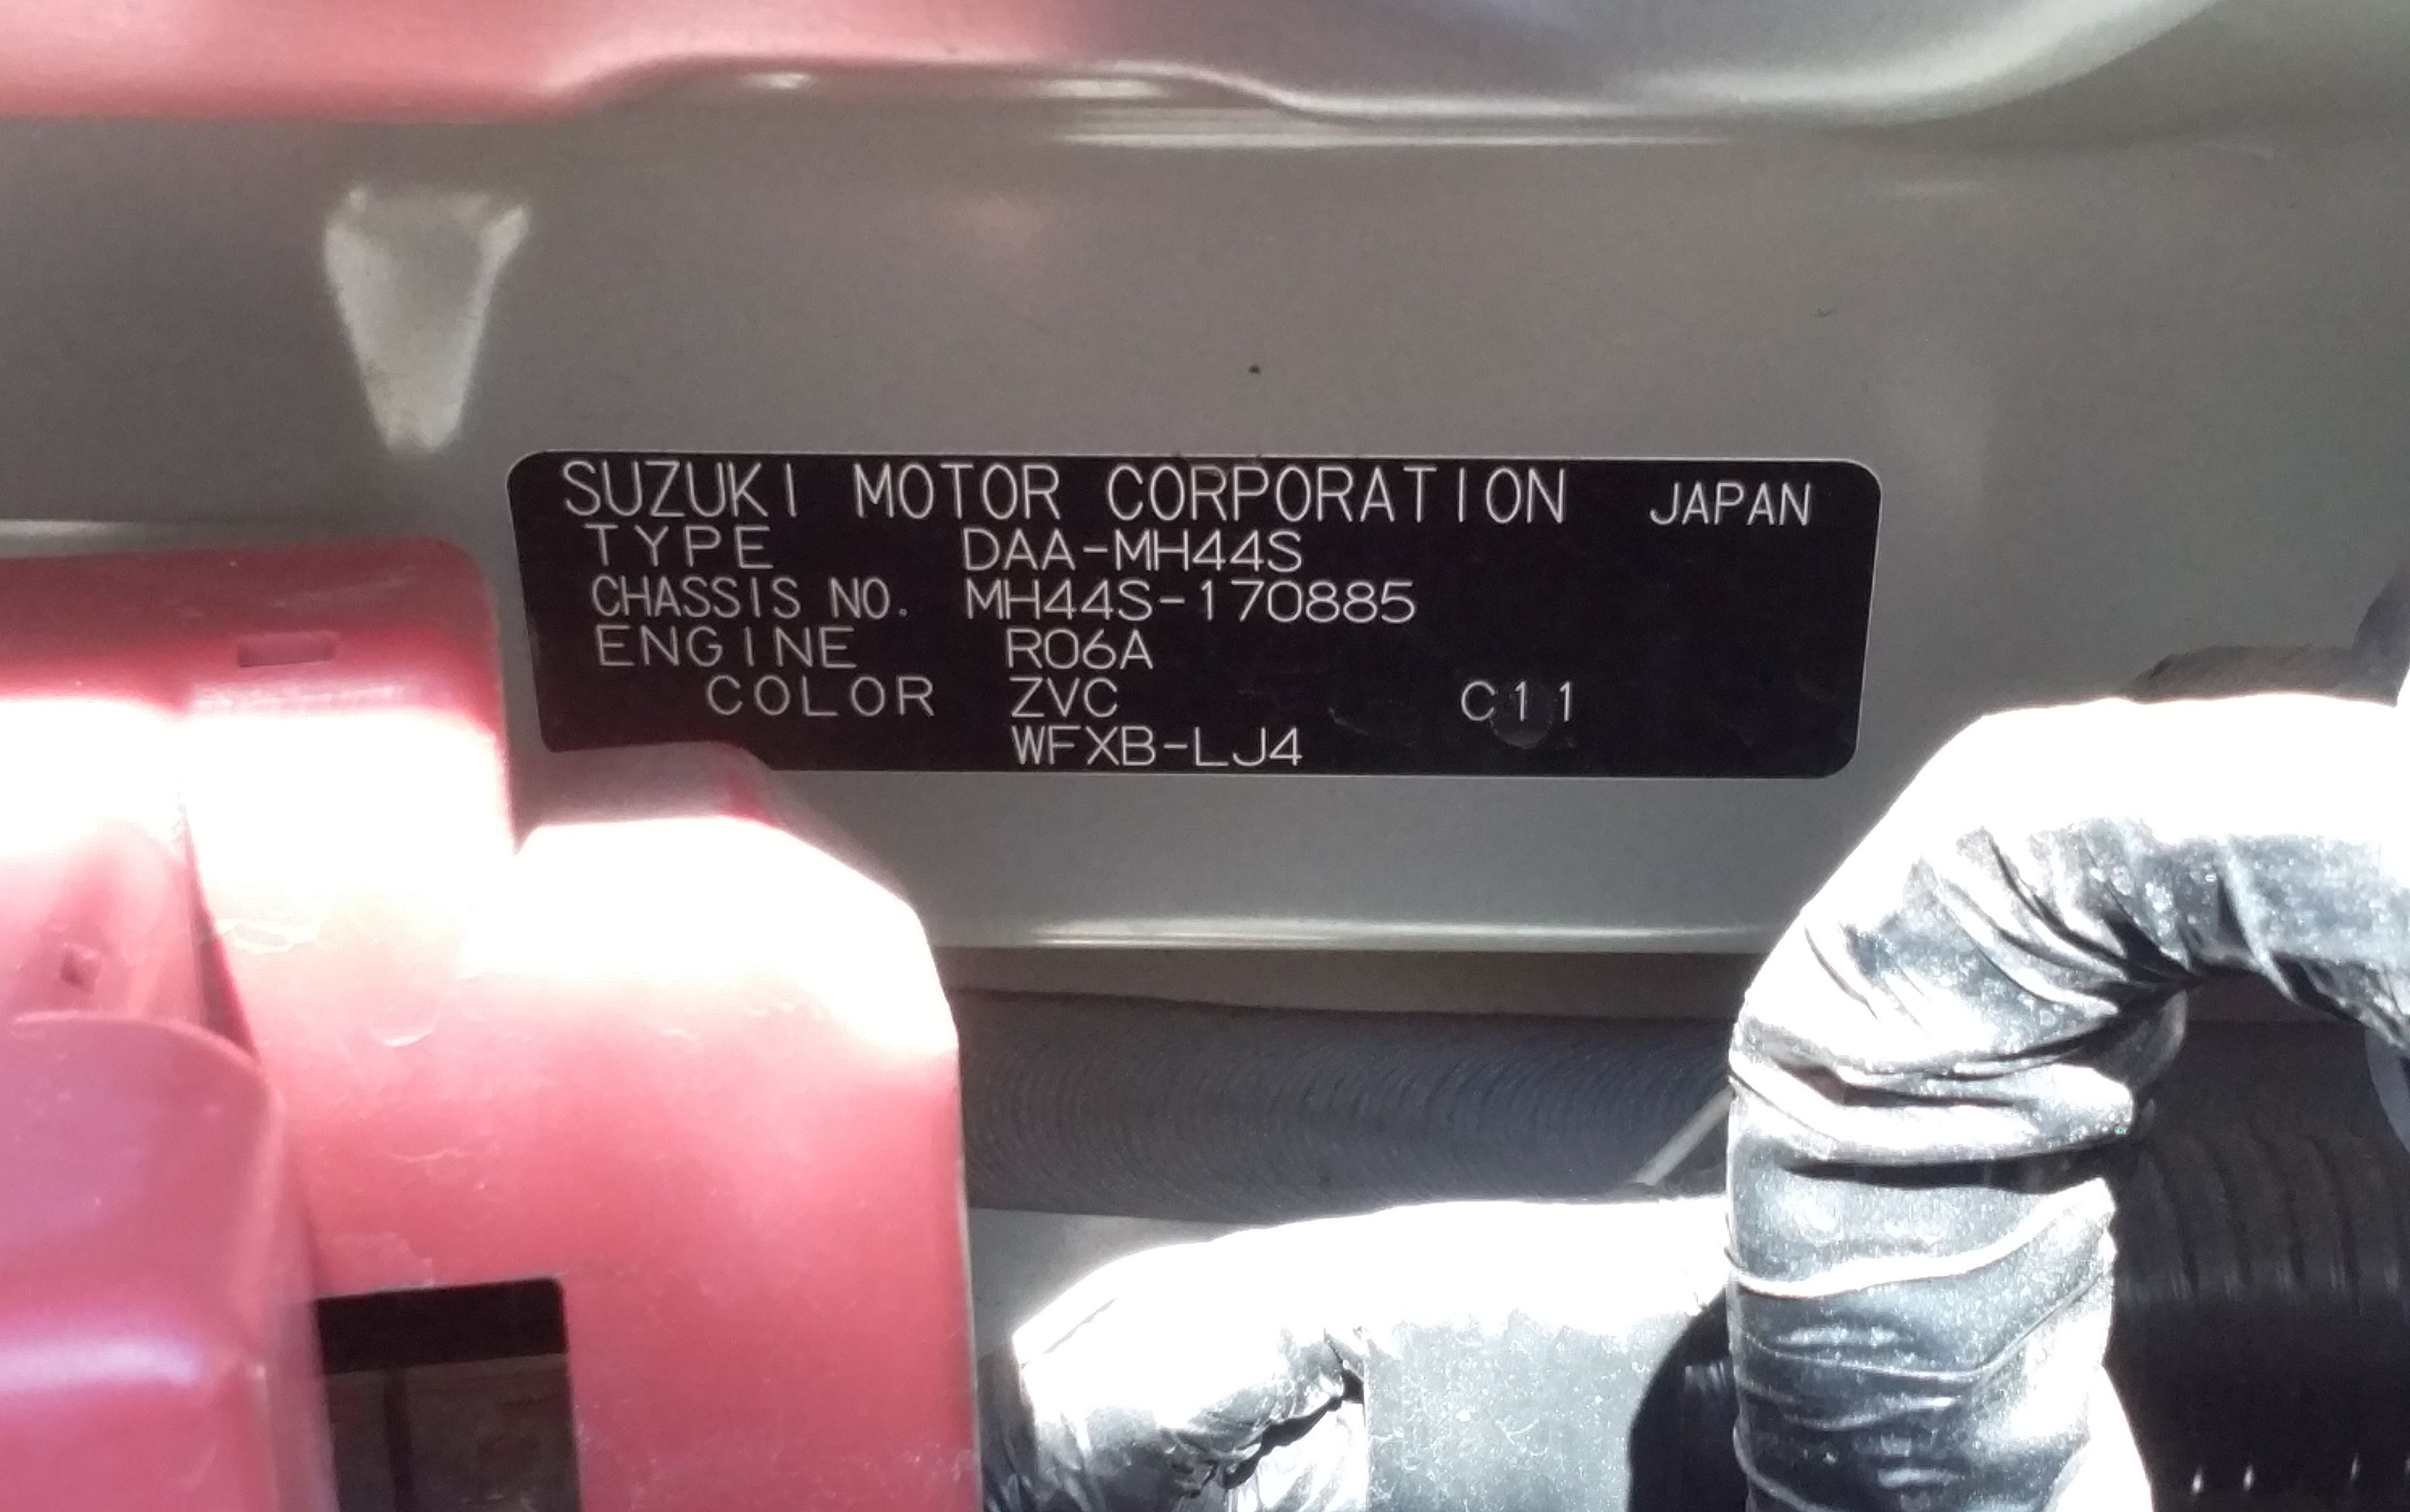 SUZUKI MOTOR CORPORATION JAPAN
TYPE DAA-MH44S
CHASSIS NO. MH44S-170885
ENGINE R06A
COLOR ZVC C11
WFXB-LJ4